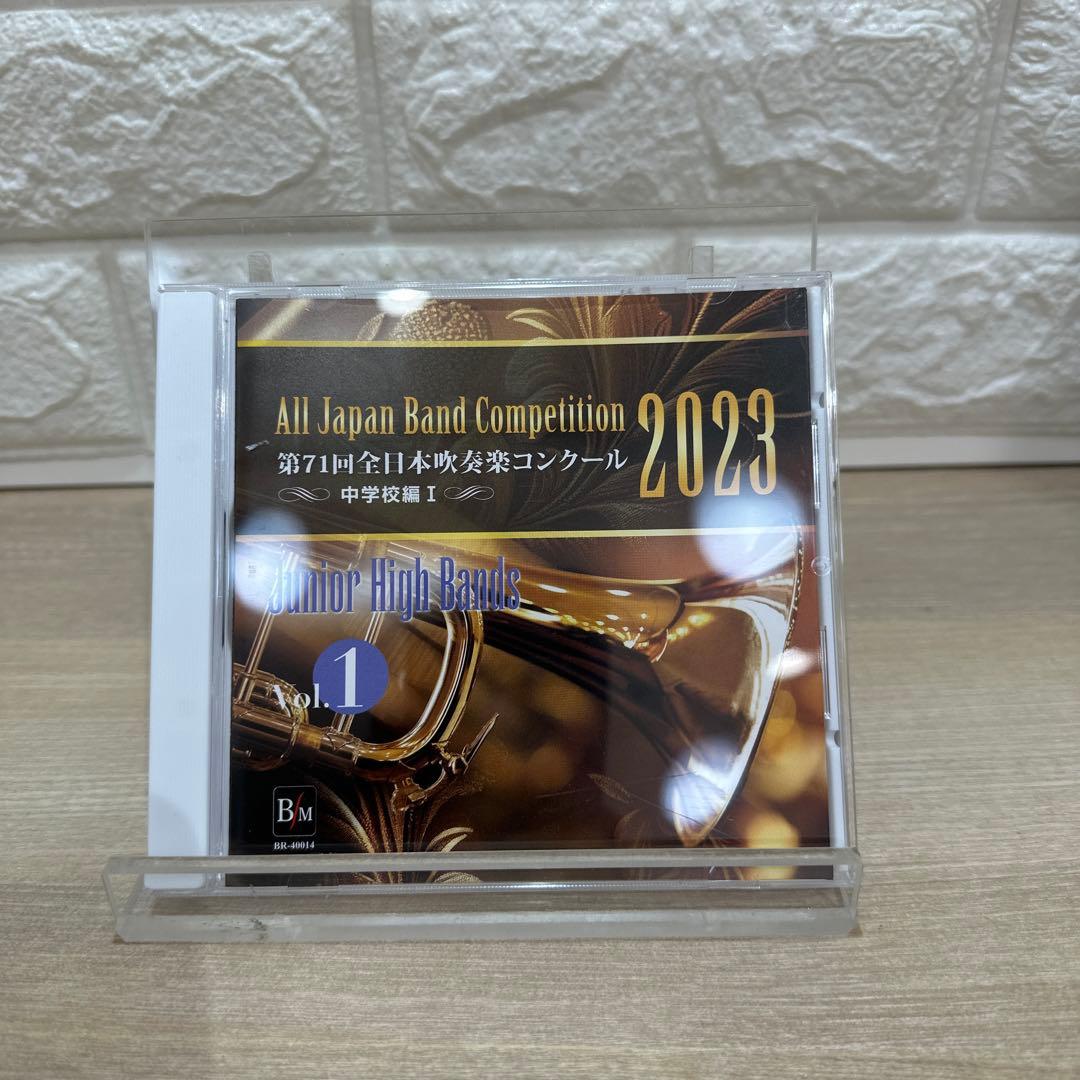 All Japan Band Competition 2023
第71回全日本吹奏楽コンクール
中学校編 I
Junior High Bands
Vol.1
B/M
BR-40014